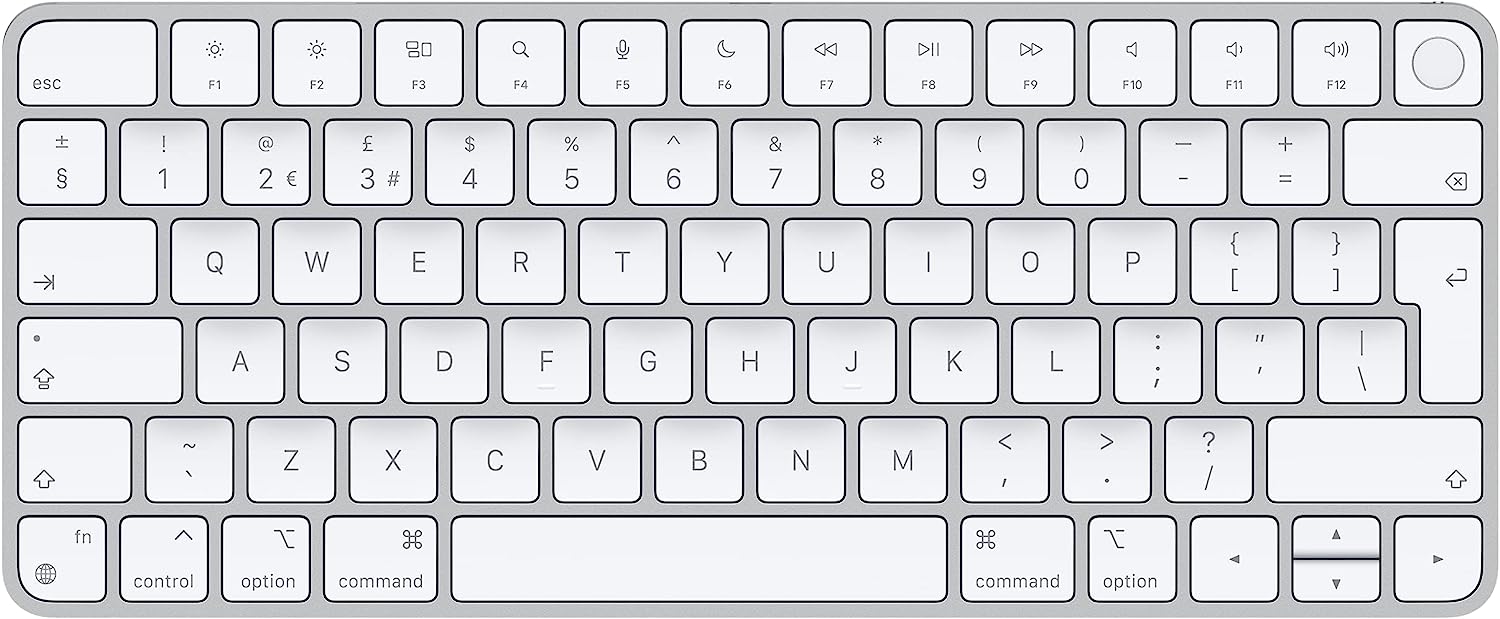 esc F1 F2 F3 F4 F5 F6 F7 F8 F9 F10 F11 F12
± ! @ £ $ % ^ & * ( ) — +
§ 1 2 € 3 # 4 5 6 7 8 9 0 - =
Q W E R T Y U I O P { [ } ]
A S D F G H J K L : ; " ' | \
~ ` Z X C V B N M < , > . ? /
fn control option command command option